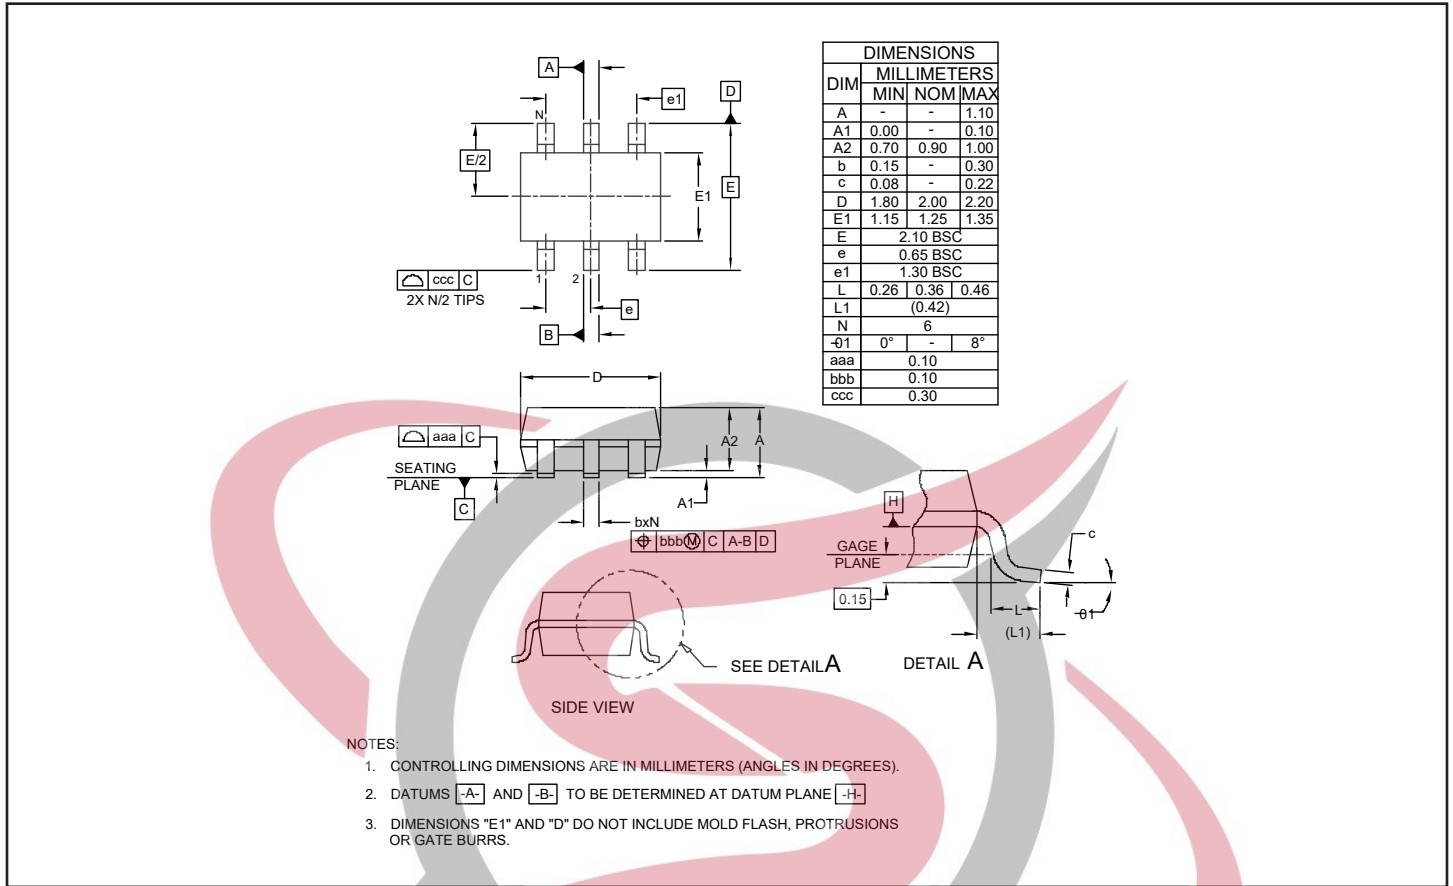 A
e1
D
N
E/2
E1
E
ccc C
2X N/2 TIPS
1 2
e
B
DIMENSIONS
DIM MILLIMETERS
MIN NOM MAX
A - - 1.10
A1 0.00 - 0.10
A2 0.70 0.90 1.00
b 0.15 - 0.30
c 0.08 - 0.22
D 1.80 2.00 2.20
E1 1.15 1.25 1.35
E 2.10 BSC
e 0.65 BSC
e1 1.30 BSC
L 0.26 0.36 0.46
L1 (0.42)
N 6
θ1 0° - 8°
aaa 0.10
bbb 0.10
ccc 0.30
D
aaa C
A2 A
SEATING
PLANE
C
A1
bxN
bbb M C A-B D
H
GAGE
PLANE
c
0.15
L
θ1
(L1)
SEE DETAIL A
DETAIL A
SIDE VIEW
NOTES:
1. CONTROLLING DIMENSIONS ARE IN MILLIMETERS (ANGLES IN DEGREES).
2. DATUMS -A- AND -B- TO BE DETERMINED AT DATUM PLANE -H-
3. DIMENSIONS "E1" AND "D" DO NOT INCLUDE MOLD FLASH, PROTRUSIONS
OR GATE BURRS.